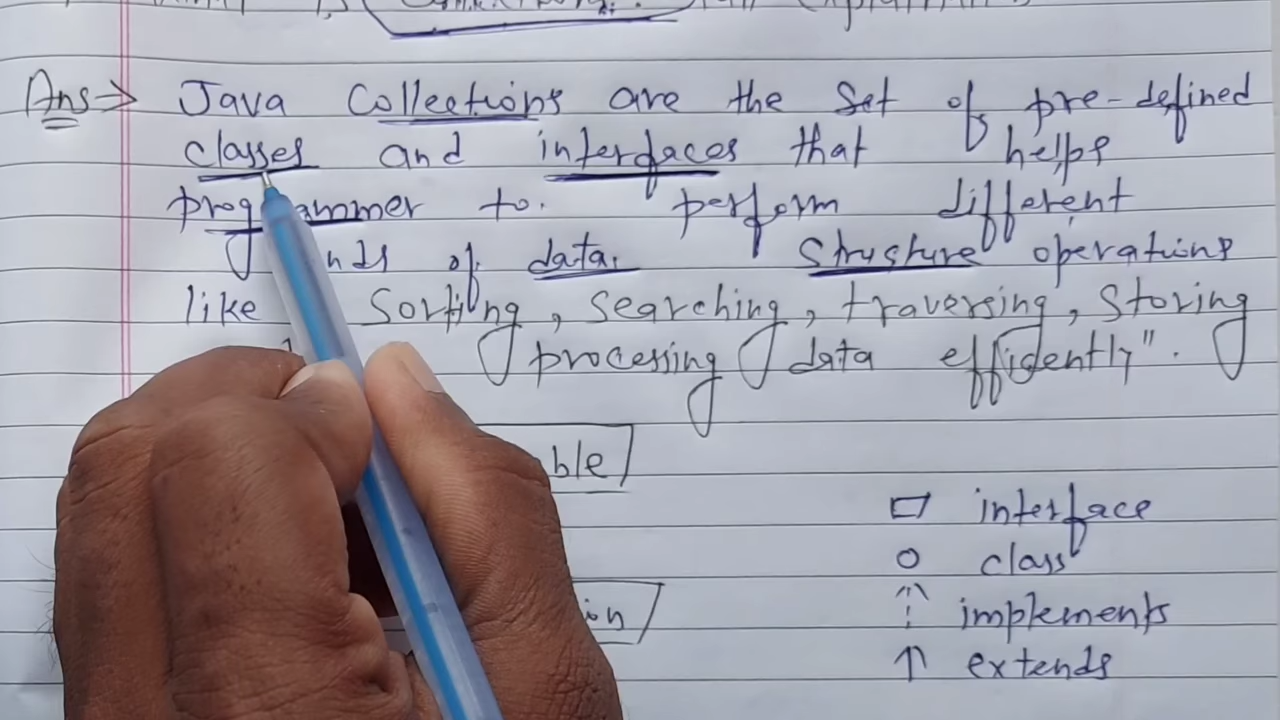 Ans⇒ Java Collections are the set of pre-defined
classes and interfaces that helps
programmer to perform different
of data structure operations
like sorting, searching, traversing, storing
processing data efficiently".
interface
class
implements
extends